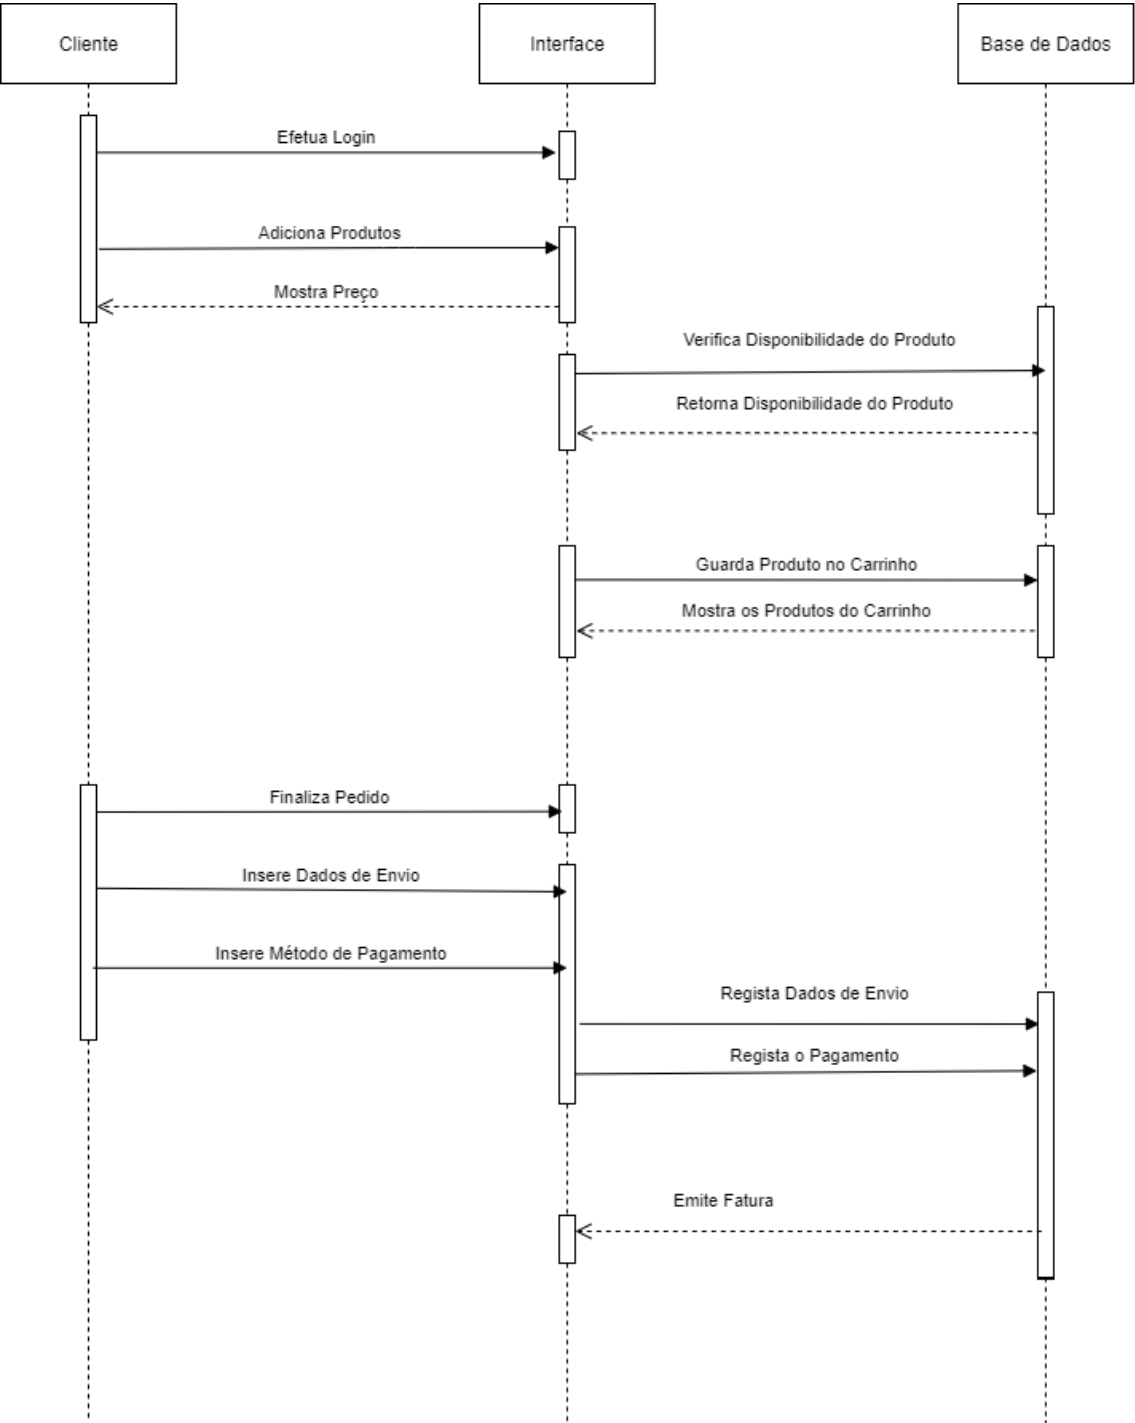 Cliente
Interface
Base de Dados
Efetua Login
Adiciona Produtos
Mostra Preço
Verifica Disponibilidade do Produto
Retorna Disponibilidade do Produto
Guarda Produto no Carrinho
Mostra os Produtos do Carrinho
Finaliza Pedido
Insere Dados de Envio
Insere Método de Pagamento
Regista Dados de Envio
Regista o Pagamento
Emite Fatura